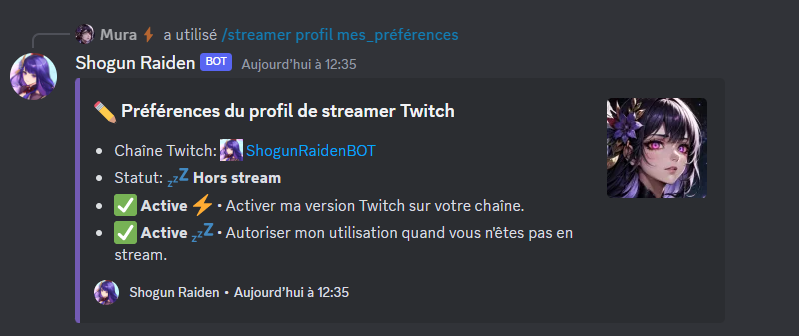 Mura ⚡ a utilisé /streamer profil mes_préférences
Shogun Raiden BOT Aujourd'hui à 12:35
✏️ Préférences du profil de streamer Twitch
• Chaîne Twitch: ShogunRaidenBOT
• Statut: 💤 Hors stream
• ✅ Active ⚡ • Activer ma version Twitch sur votre chaîne.
• ✅ Active 💤 • Autoriser mon utilisation quand vous n'êtes pas en
stream.
Shogun Raiden • Aujourd'hui à 12:35